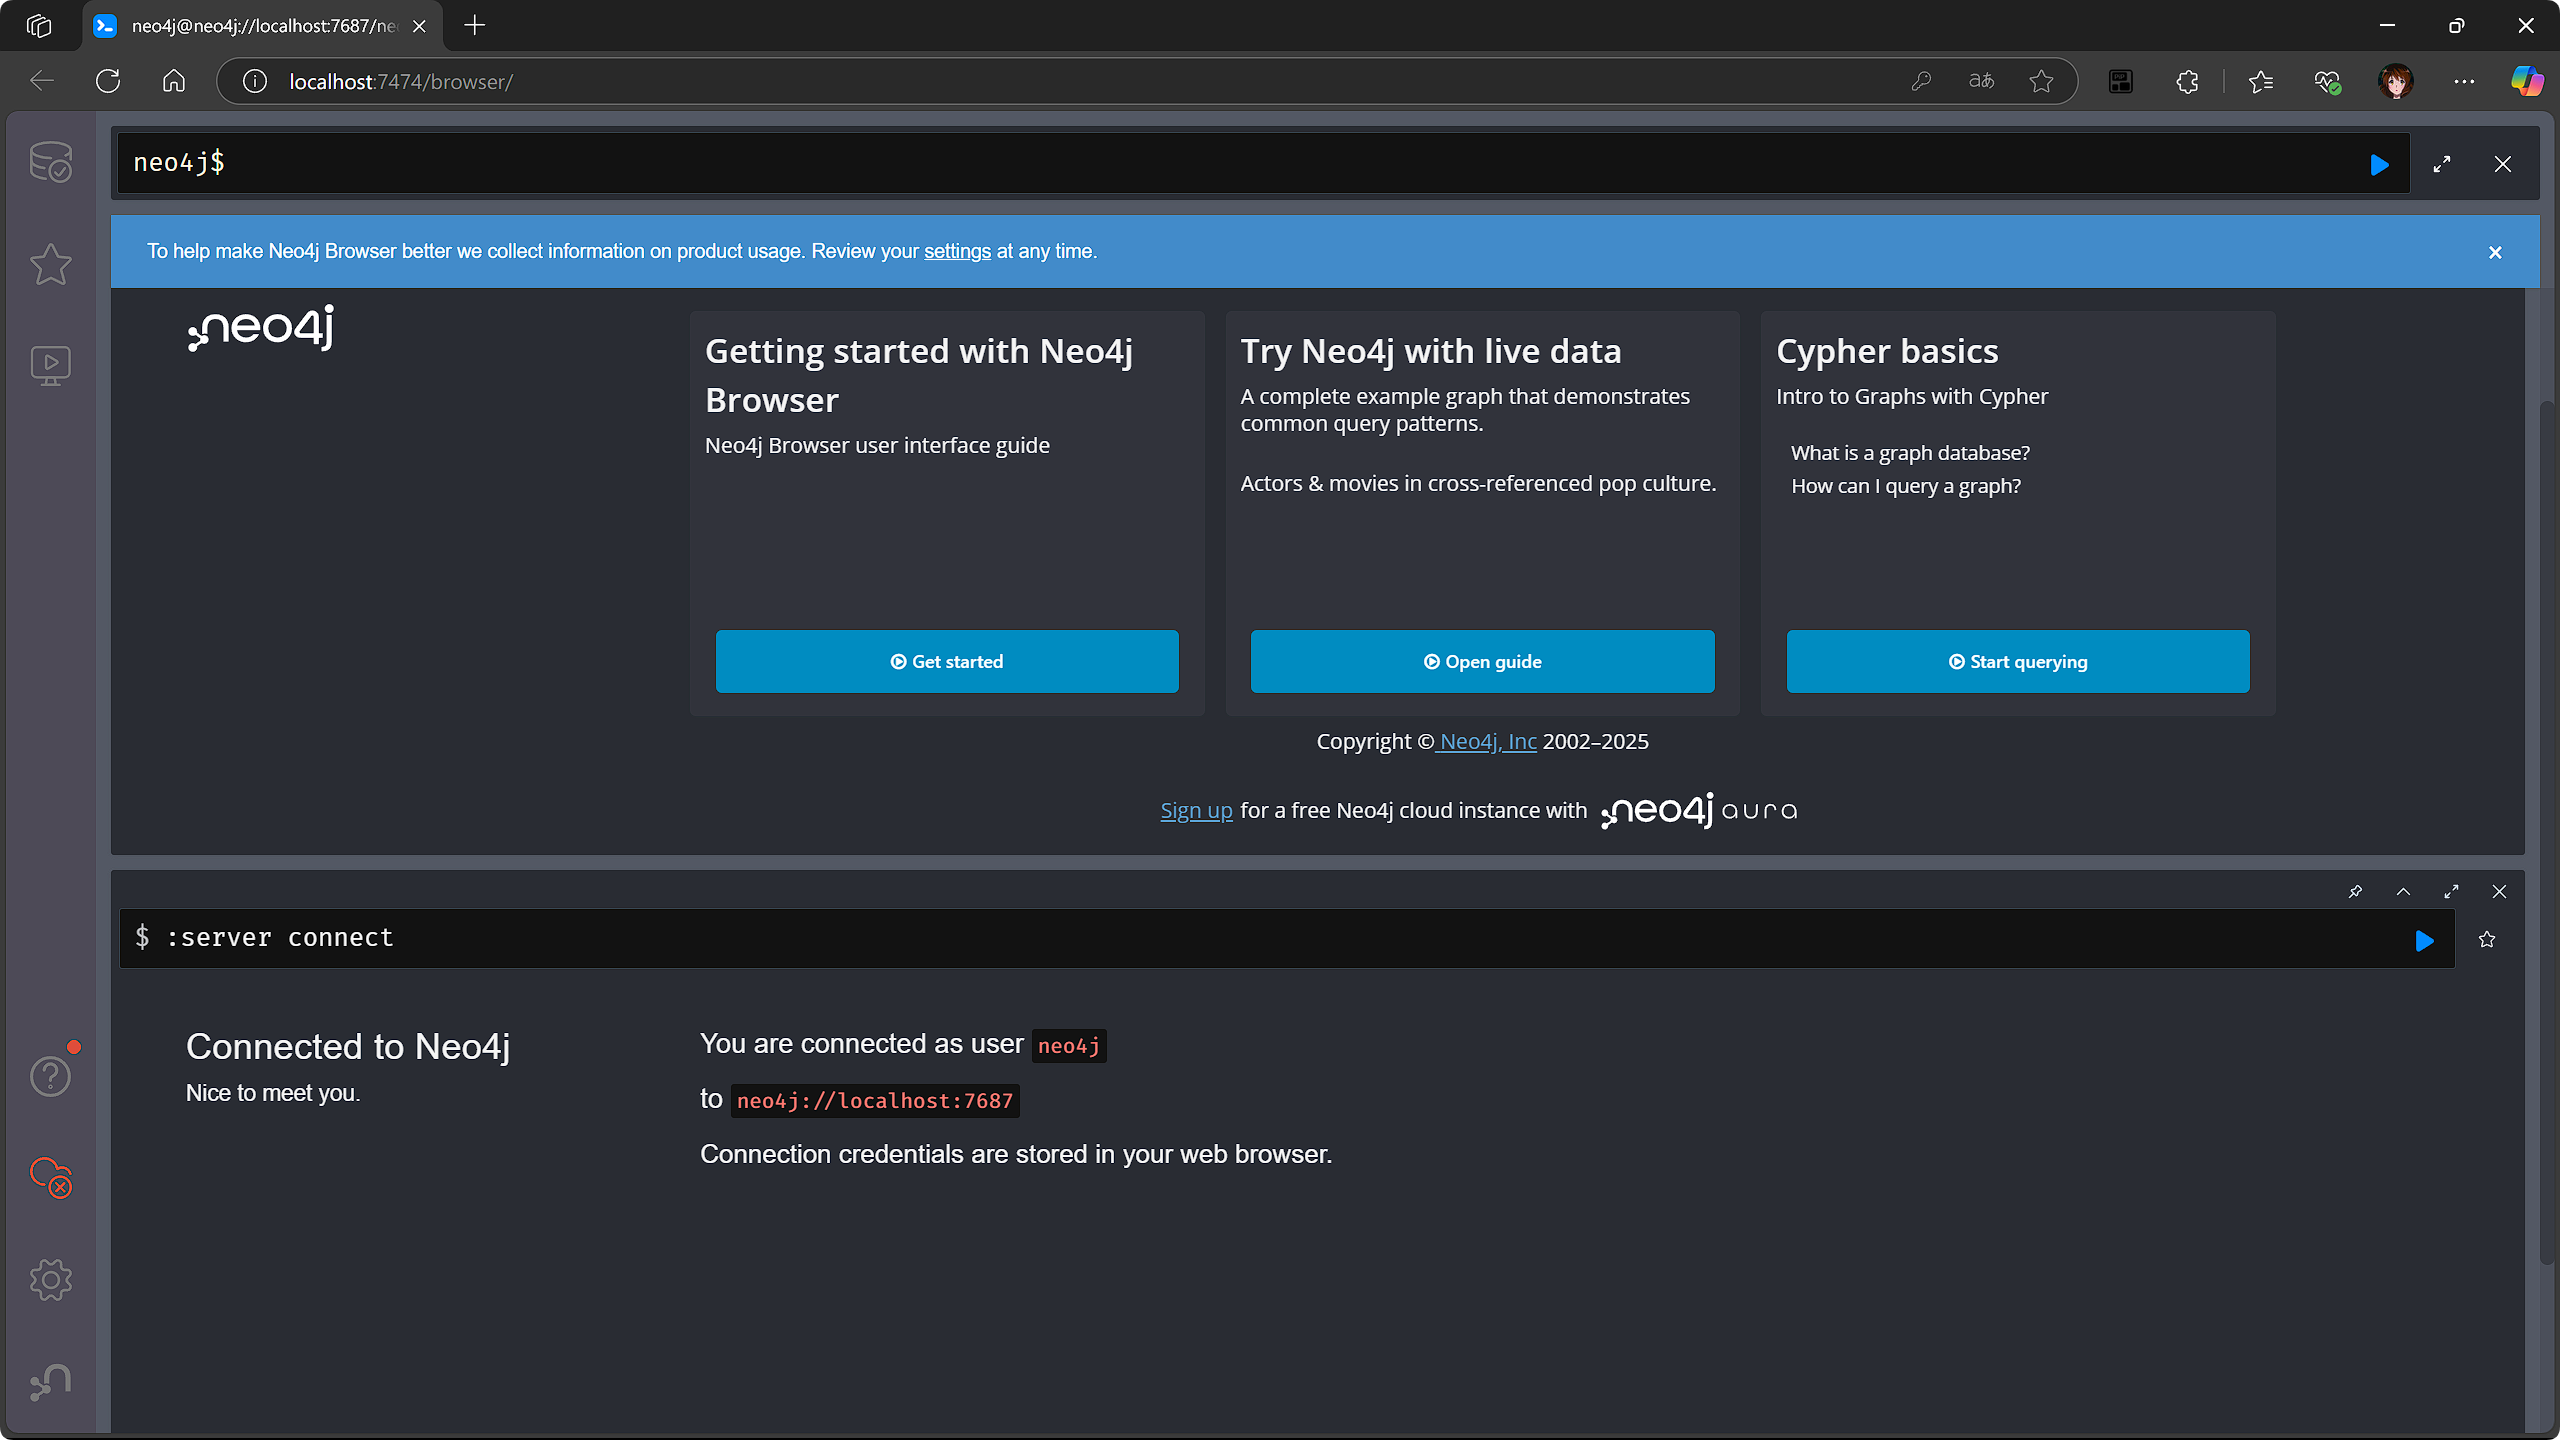 neo4j@neo4j://localhost:7687/neo
localhost:7474/browser/
neo4j$
To help make Neo4j Browser better we collect information on product usage. Review your settings at any time.
neo4j
Getting started with Neo4j
Browser
Neo4j Browser user interface guide
Get started
Try Neo4j with live data
A complete example graph that demonstrates
common query patterns.
Actors & movies in cross-referenced pop culture.
Open guide
Cypher basics
Intro to Graphs with Cypher
What is a graph database?
How can I query a graph?
Start querying
Copyright © Neo4j, Inc 2002–2025
Sign up for a free Neo4j cloud instance with neo4j aura
$ :server connect
Connected to Neo4j
Nice to meet you.
You are connected as user neo4j
to neo4j://localhost:7687
Connection credentials are stored in your web browser.